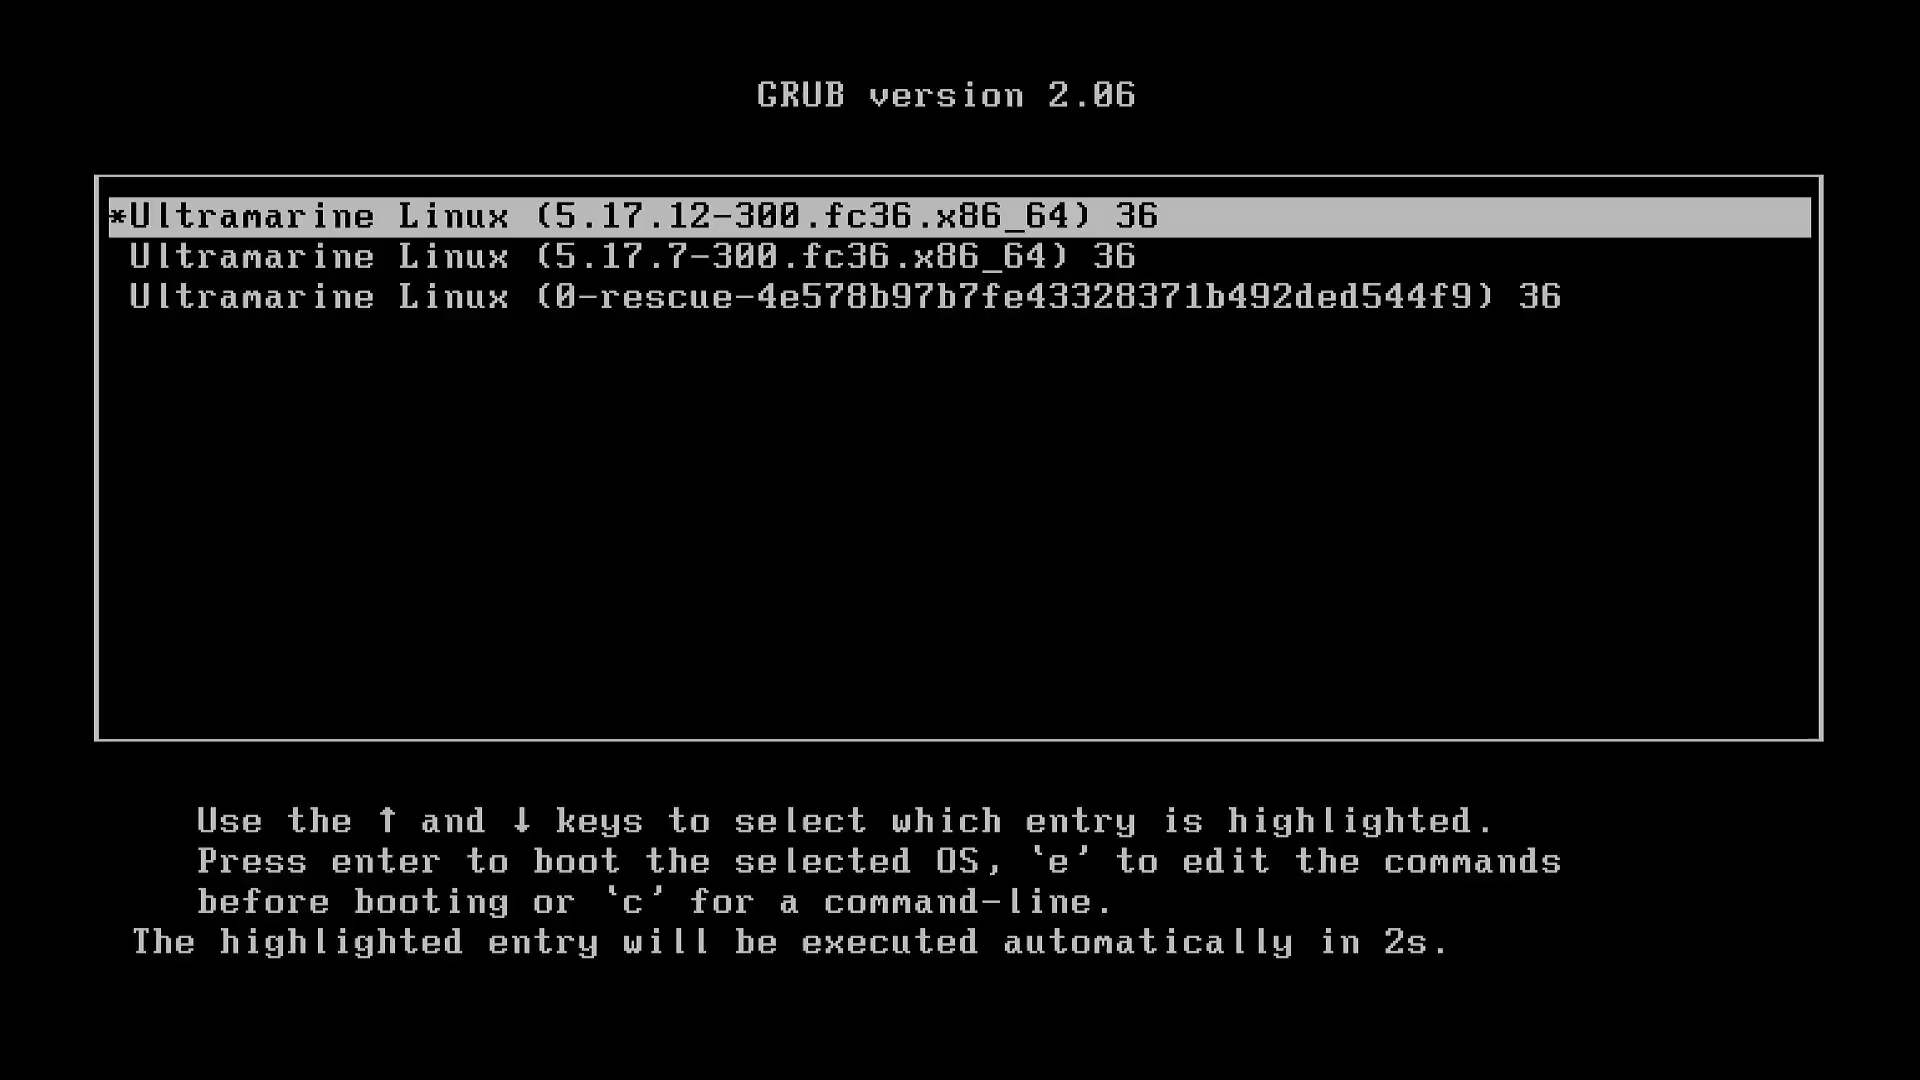 GRUB version 2.06
*Ultramarine Linux (5.17.12-300.fc36.x86_64) 36
Ultramarine Linux (5.17.7-300.fc36.x86_64) 36
Ultramarine Linux (0-rescue-4e578b97b7fe43328371b492ded544f9) 36
Use the ↑ and ↓ keys to select which entry is highlighted.
Press enter to boot the selected OS, `e' to edit the commands
before booting or `c' for a command-line.
The highlighted entry will be executed automatically in 2s.